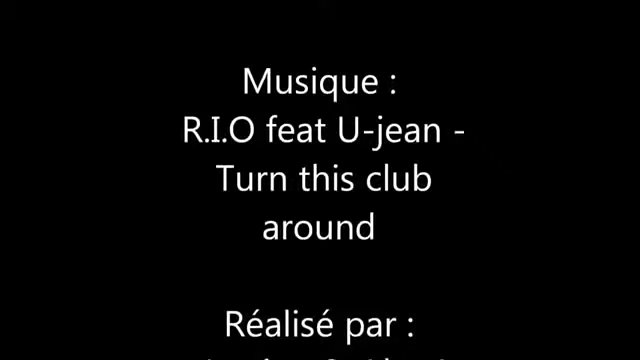 Musique :
R.I.O feat U-jean -
Turn this club
around
Réalisé par :